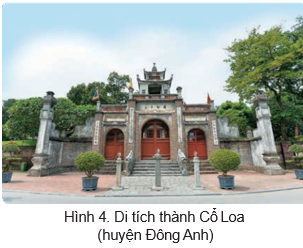 Hình 4. Di tích thành Cổ Loa
(huyện Đông Anh)